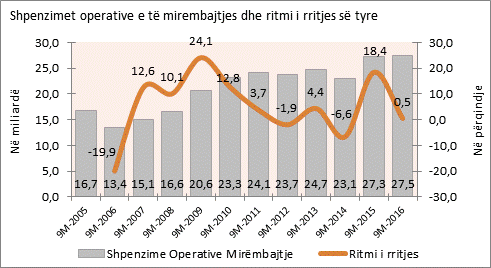 Shpenzimet operative e të mirembajtjes dhe ritmi i rritjes së tyre
30,0 25,0 20,0 15,0 10,0 5,0 0,0
Në miliardë
-19,9 12,6 10,1 24,1 12,8 3,7 -1,9 4,4 -6,6 18,4 0,5
16,7 13,4 15,1 16,6 20,6 23,3 24,1 23,7 24,7 23,1 27,3 27,5
30,0 20,0 10,0 0,0 -10,0 -20,0 -30,0
Në përqindje
9M-2005 9M-2006 9M-2007 9M-2008 9M-2009 9M-2010 9M-2011 9M-2012 9M-2013 9M-2014 9M-2015 9M-2016
Shpenzime Operative Mirëmbajtje Ritmi i rritjes